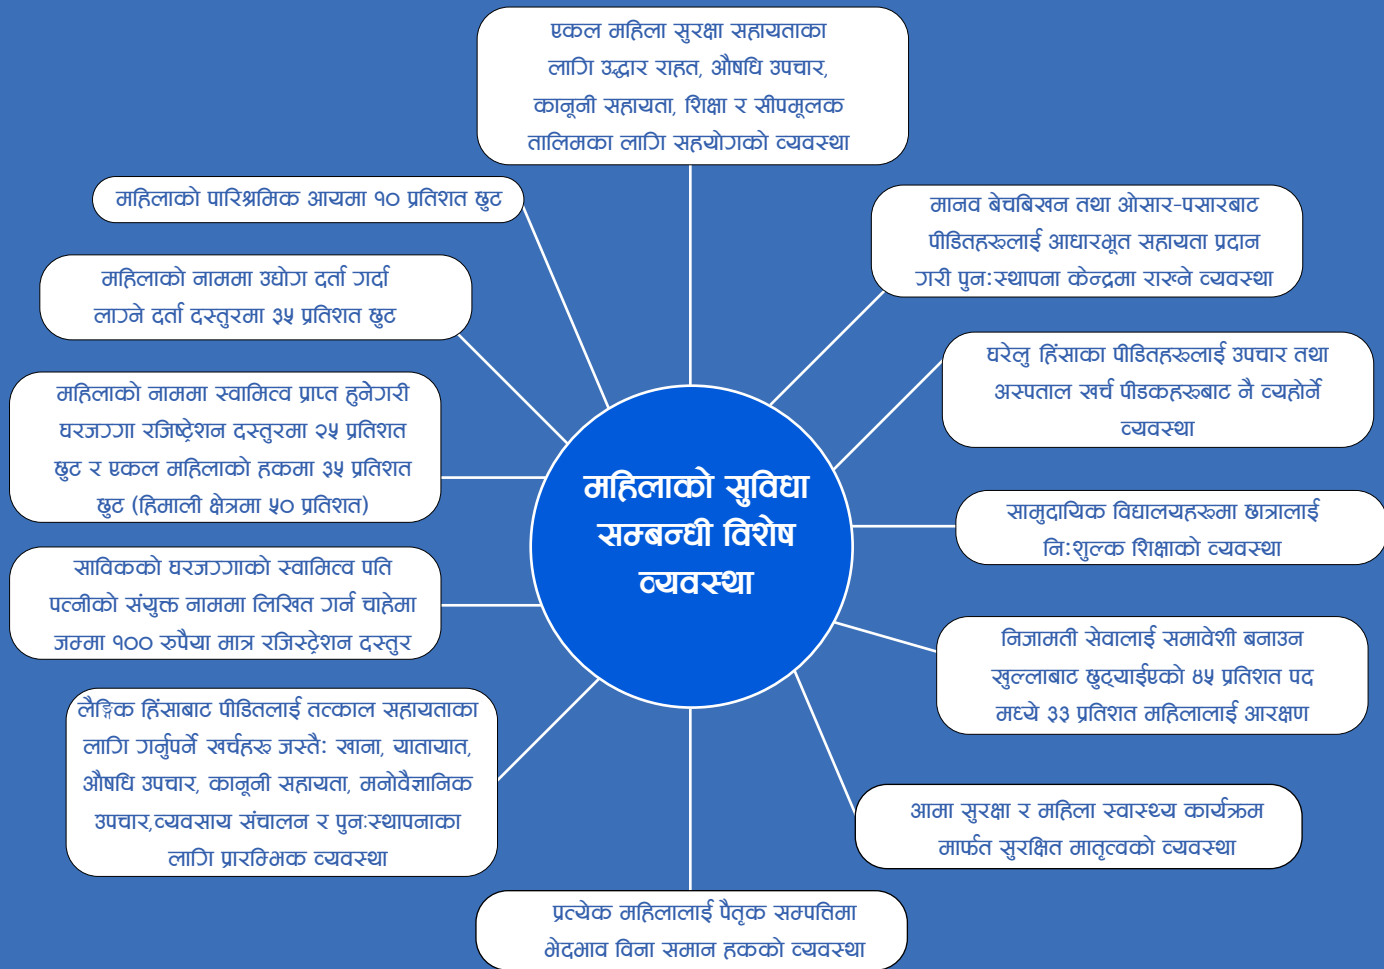 एकल महिला सुरक्षा सहायताका
लागि उद्धार राहत, औषधि उपचार,
कानूनी सहायता, शिक्षा र सीपमूलक
तालिमका लागि सहयोगको व्यवस्था
महिलाको पारिश्रमिक आयमा १० प्रतिशत छुट
मानव बेचबिखन तथा ओसार-पसारबाट
पीडितहरुलाई आधारभूत सहायता प्रदान
गरी पुन:स्थापना केन्द्रमा राख्ने व्यवस्था
महिलाको नाममा उद्योग दर्ता गर्दा
लाग्ने दर्ता दस्तुरमा ३५ प्रतिशत छुट
घरेलु हिंसाका पीडितहरुलाई उपचार तथा
अस्पताल खर्च पीडकहरुबाट नै व्यहोर्ने
व्यवस्था
महिलाको नाममा स्वामित्व प्राप्त हुनेगरी
घरजग्गा रजिष्ट्रेशन दस्तुरमा २५ प्रतिशत
छुट र एकल महिलाको हकमा ३५ प्रतिशत
छुट (हिमाली क्षेत्रमा ५० प्रतिशत)
महिलाको सुविधा
सम्बन्धी विशेष
व्यवस्था
सामुदायिक विद्यालयहरुमा छात्रालाई
नि:शुल्क शिक्षाको व्यवस्था
साविकको घरजग्गाको स्वामित्व पति
पत्नीको संयुक्त नाममा लिखित गर्न चाहेमा
जम्मा १०० रुपैया मात्र रजिस्ट्रेशन दस्तुर
निजामती सेवालाई समावेशी बनाउन
खुल्लाबाट छुट्याईएको ४५ प्रतिशत पद
मध्ये ३३ प्रतिशत महिलालाई आरक्षण
लैङ्गिक हिंसाबाट पीडितलाई तत्काल सहायताका
लागि गर्नुपर्ने खर्चहरु जस्तै: खाना, यातायात,
औषधि उपचार, कानूनी सहायता, मनोवैज्ञानिक
उपचार,व्यवसाय संचालन र पुन:स्थापनाका
लागि प्रारम्भिक व्यवस्था
आमा सुरक्षा र महिला स्वास्थ्य कार्यक्रम
मार्फत सुरक्षित मातृत्वको व्यवस्था
प्रत्येक महिलालाई पैतृक सम्पत्तिमा
भेदभाव विना समान हकको व्यवस्था